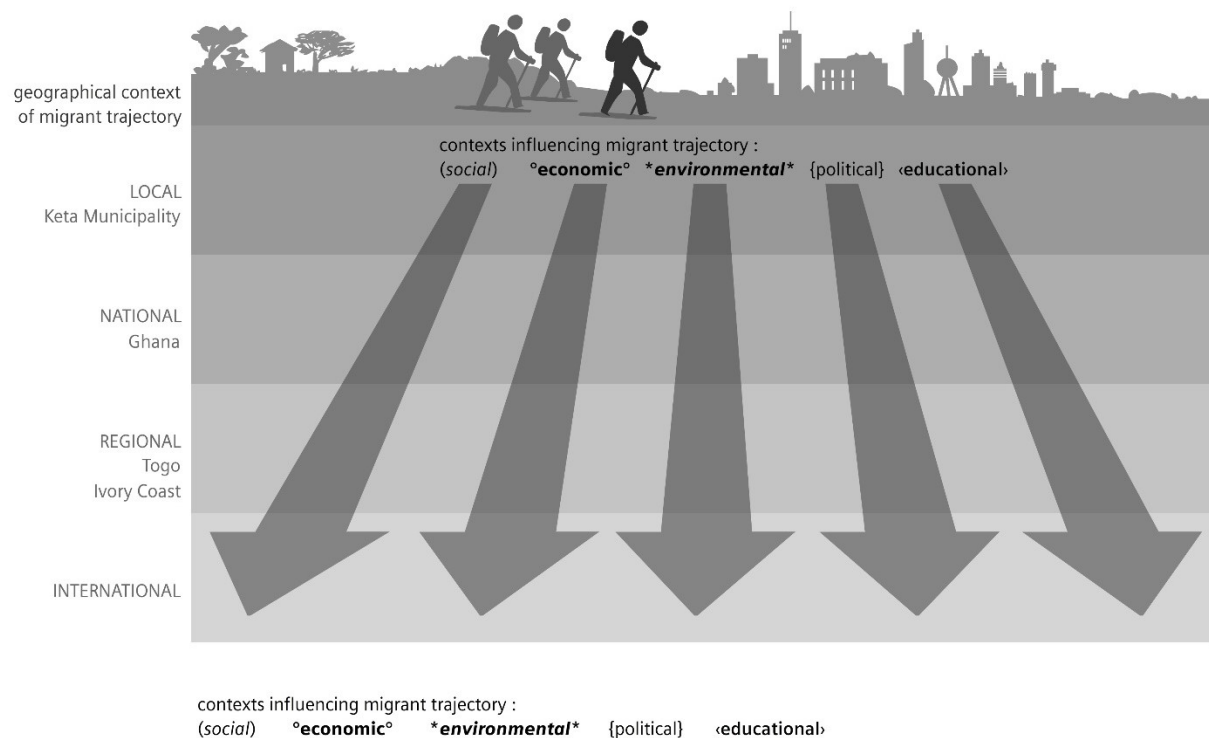 geographical context
of migrant trajectory
contexts influencing migrant trajectory :
(social) °economic° *environmental* {political} ‹educational›
LOCAL
Keta Municipality
NATIONAL
Ghana
REGIONAL
Togo
Ivory Coast
INTERNATIONAL
contexts influencing migrant trajectory :
(social) °economic° *environmental* {political} ‹educational›